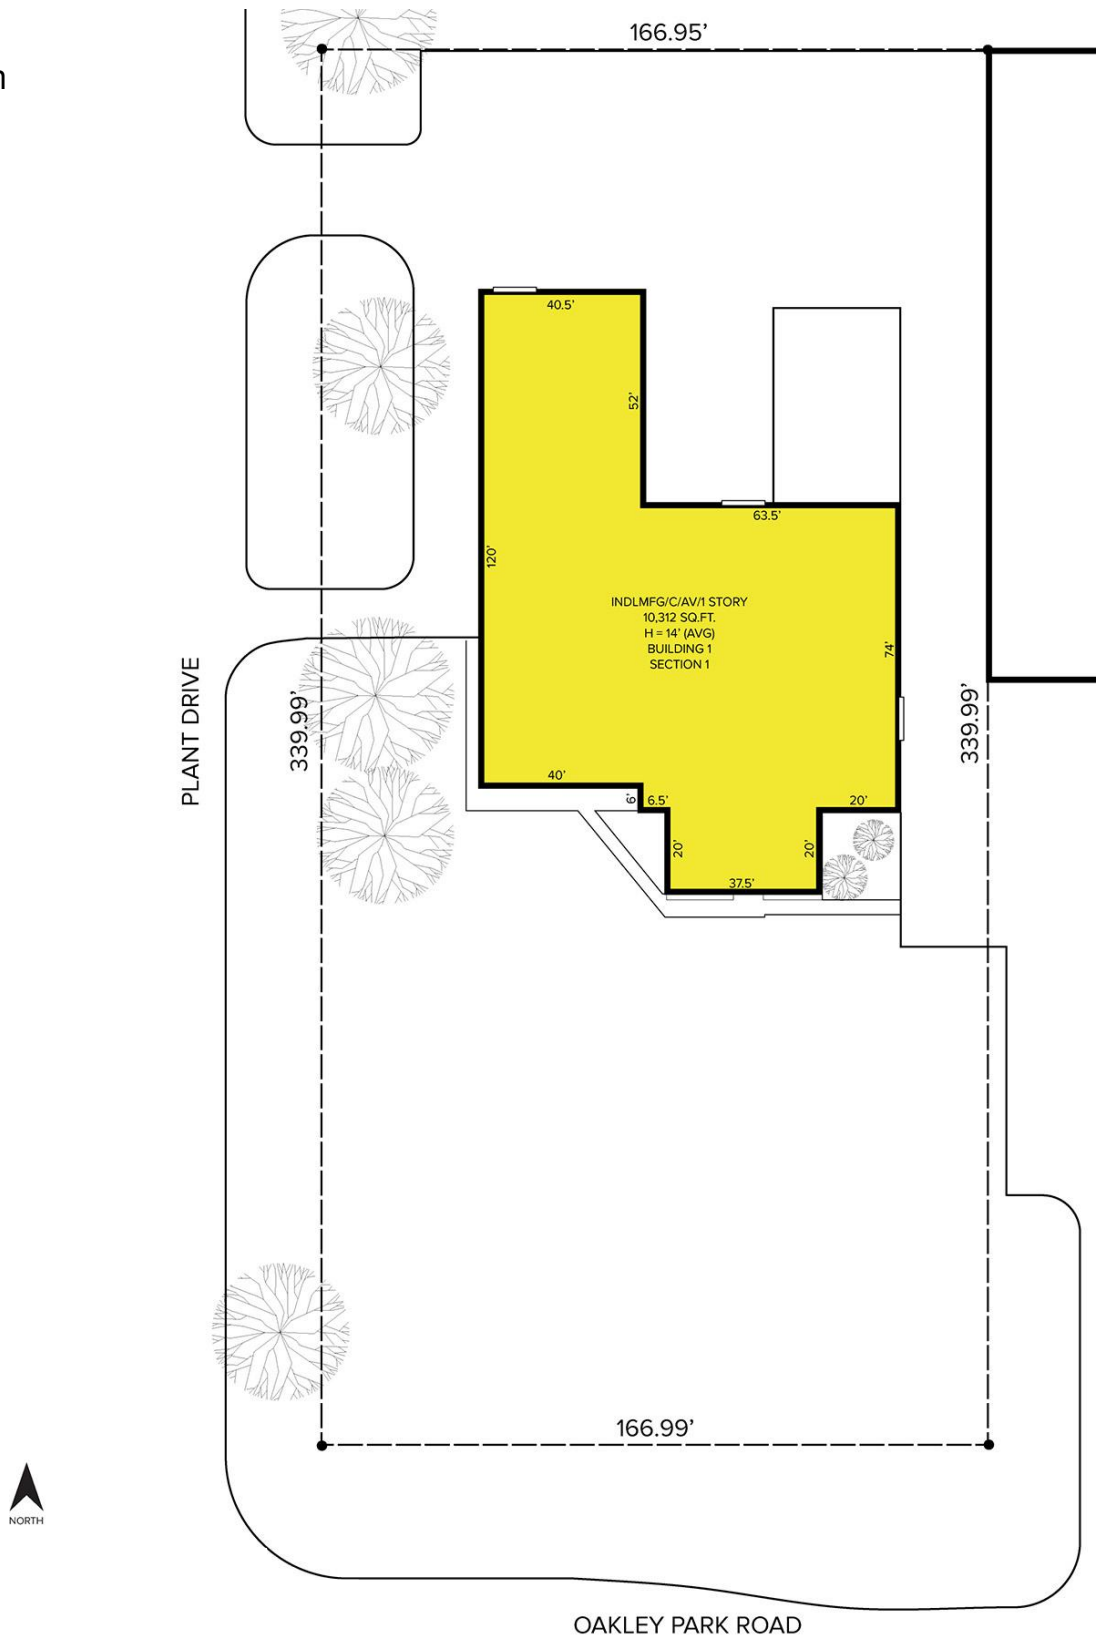 166.95’
n
40.5’
52’
63.5’
120’
INDLMFG/C/AV/1 STORY
10,312 SQ.FT.
H = 14’ (AVG)
BUILDING 1
SECTION 1
74’
PLANT DRIVE
339.99’
339.99’
40’
6’
6.5’
20’
20’
20’
37.5’
166.99’
NORTH
OAKLEY PARK ROAD